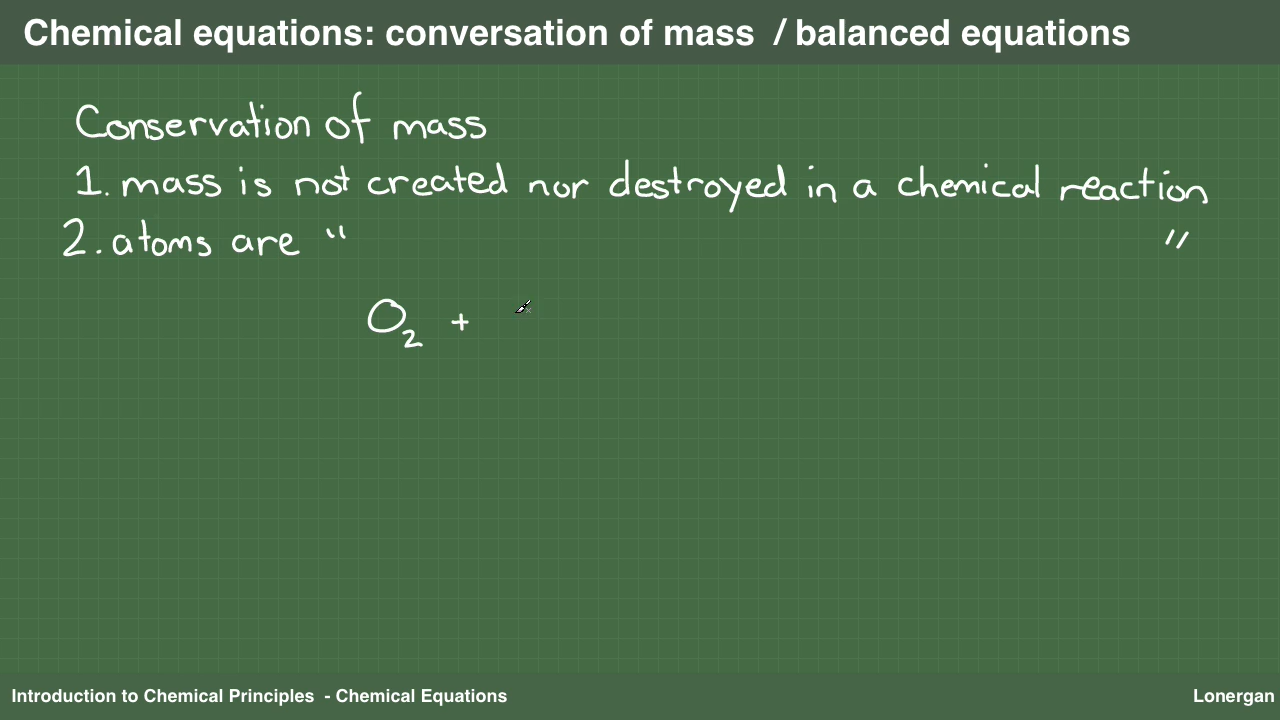 Chemical equations: conversation of mass / balanced equations
Conservation of mass
1. mass is not created nor destroyed in a chemical reaction
2. atoms are " "
O₂ +
Introduction to Chemical Principles - Chemical Equations
Lonergan